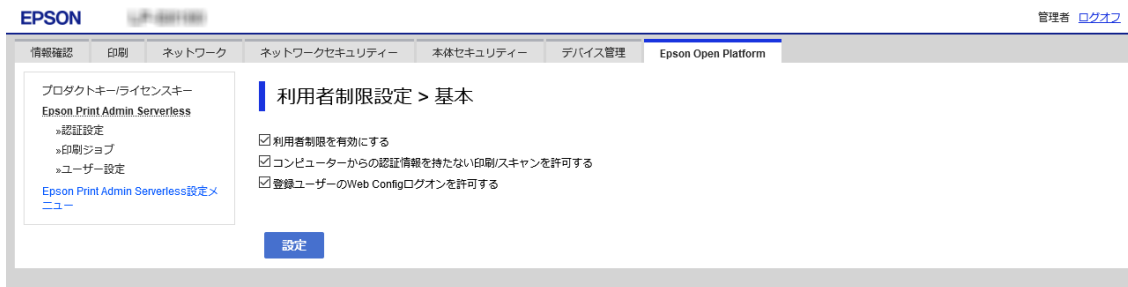 EPSON
管理者 ログオフ
情報確認 印刷 ネットワーク ネットワークセキュリティー 本体セキュリティー デバイス管理 Epson Open Platform
プロダクトキー/ライセンスキー
Epson Print Admin Serverless
»認証設定
»印刷ジョブ
»ユーザー設定
Epson Print Admin Serverless設定メ
ニュー
利用者制限設定 > 基本
利用者制限を有効にする
コンピューターからの認証情報を持たない印刷/スキャンを許可する
登録ユーザーのWeb Configログオンを許可する
設定